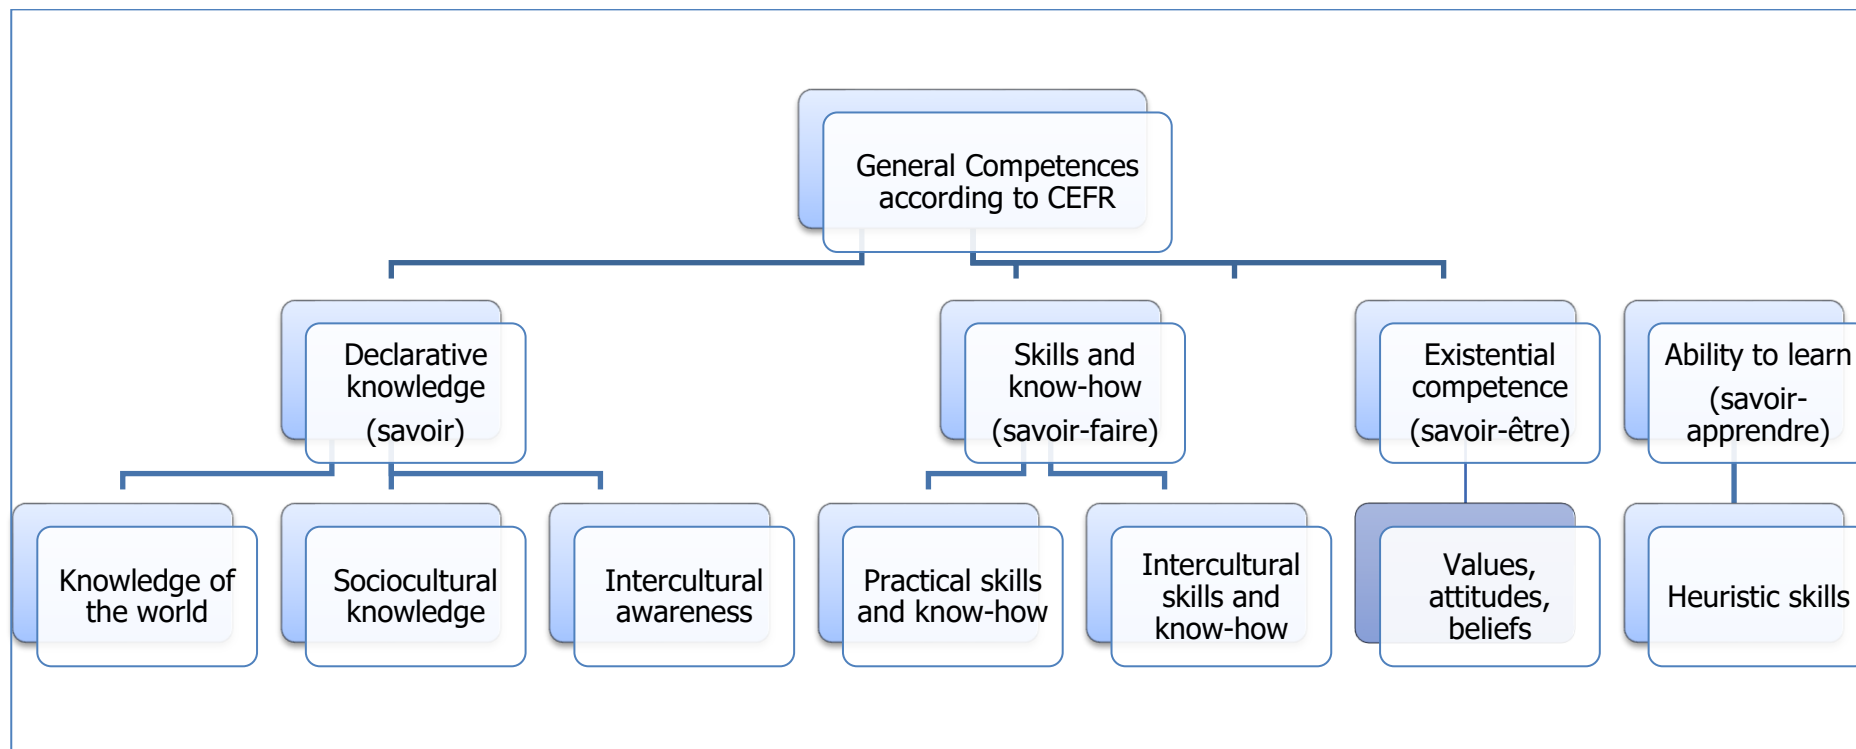 General Competences
according to CEFR
Declarative
knowledge
(savoir)
Skills and
know-how
(savoir-faire)
Existential
competence
(savoir-être)
Ability to learn
(savoir-
apprendre)
Knowledge of
the world
Sociocultural
knowledge
Intercultural
awareness
Practical skills
and know-how
Intercultural
skills and
know-how
Values,
attitudes,
beliefs
Heuristic skills